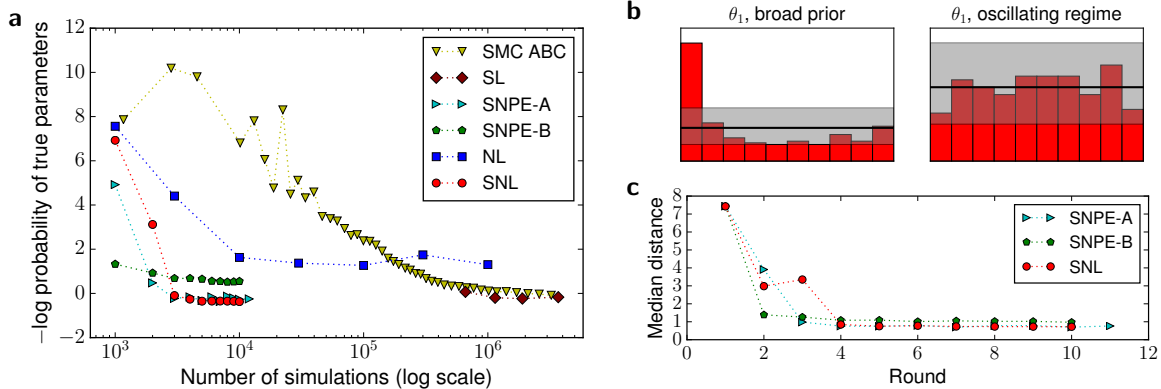 a
−log probability of true parameters
12
10
8
6
4
2
0
−2
10³ 10⁴ 10⁵ 10⁶
Number of simulations (log scale)
SMC ABC
SL
SNPE-A
SNPE-B
NL
SNL
b
θ₁, broad prior
θ₁, oscillating regime
c
Median distance
8
7
6
5
4
3
2
1
0
0 2 4 6 8 10 12
Round
SNPE-A
SNPE-B
SNL